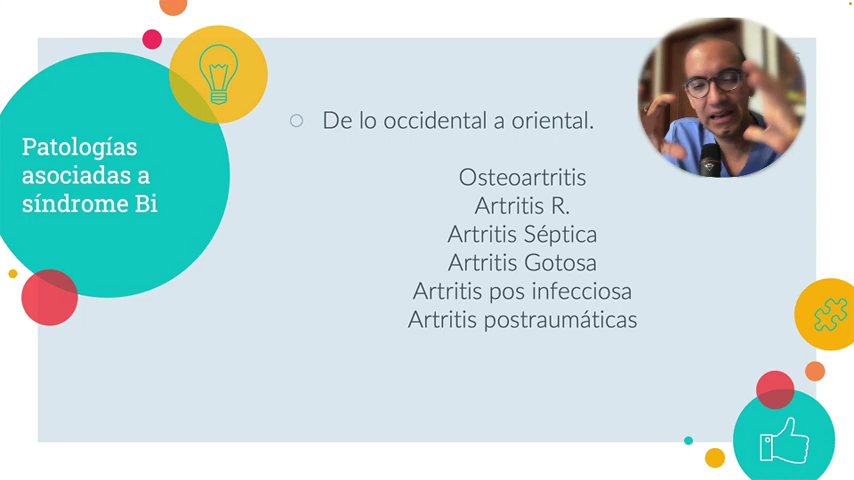 Patologías
asociadas a
síndrome Bi
De lo occidental a oriental.
Osteoartritis
Artritis R.
Artritis Séptica
Artritis Gotosa
Artritis pos infecciosa
Artritis postraumáticas